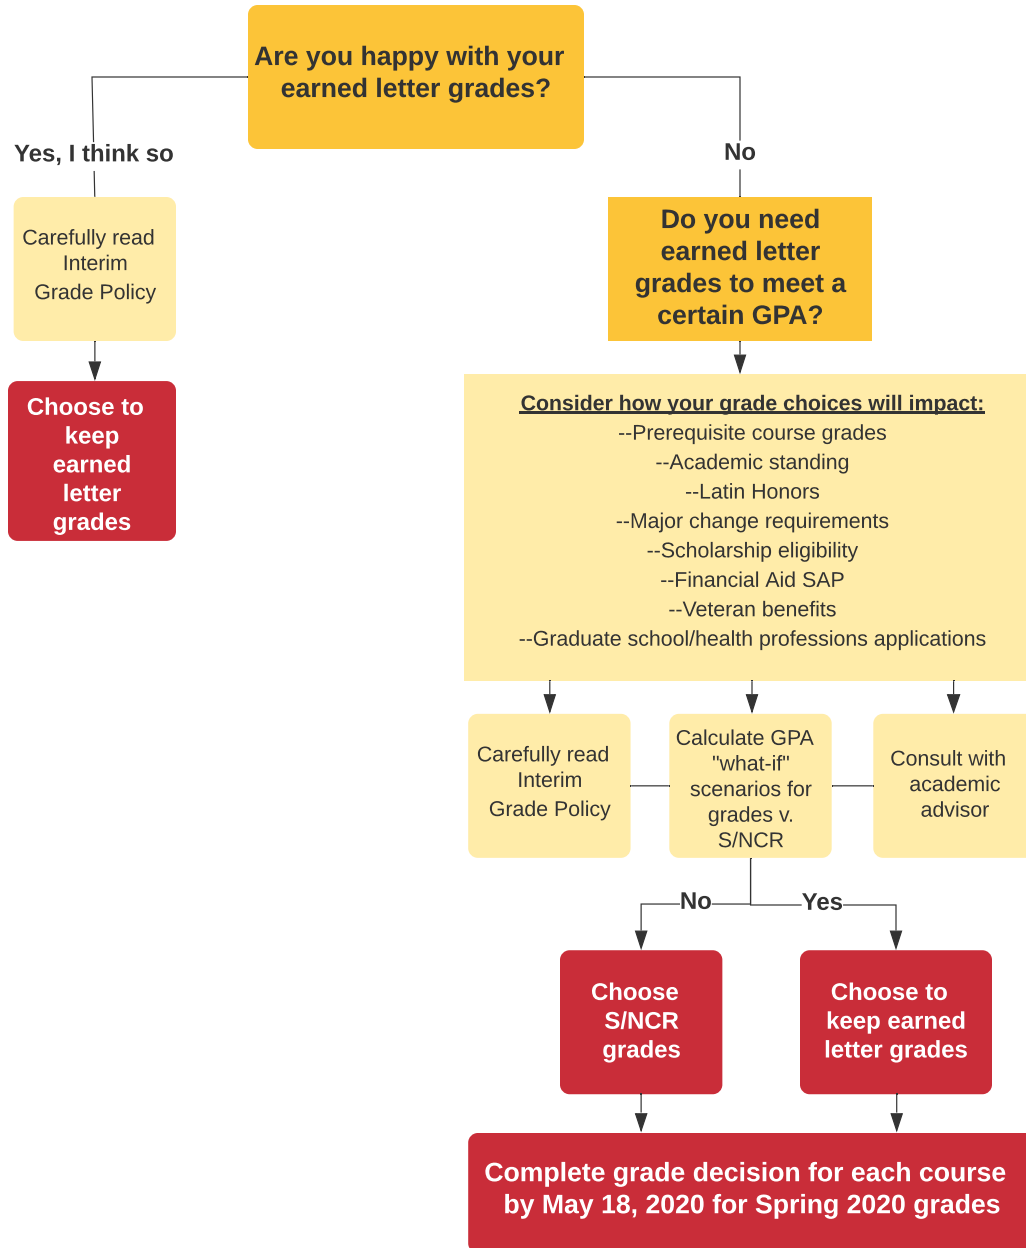 Are you happy with your
earned letter grades?
Yes, I think so
No
Carefully read
Interim
Grade Policy
Do you need
earned letter
grades to meet a
certain GPA?
Choose to
keep
earned
letter
grades
Consider how your grade choices will impact:
--Prerequisite course grades
--Academic standing
--Latin Honors
--Major change requirements
--Scholarship eligibility
--Financial Aid SAP
--Veteran benefits
--Graduate school/health professions applications
Carefully read
Interim
Grade Policy
Calculate GPA
"what-if"
scenarios for
grades v.
S/NCR
Consult with
academic
advisor
No
Yes
Choose
S/NCR
grades
Choose to
keep earned
letter grades
Complete grade decision for each course
by May 18, 2020 for Spring 2020 grades